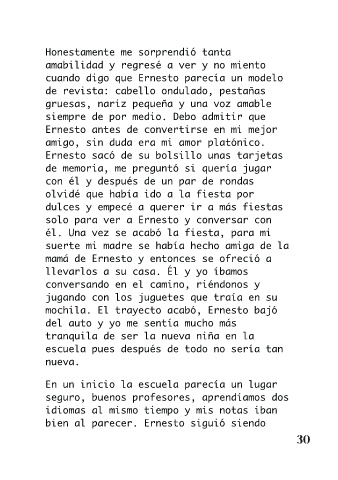 Honestamente me sorprendió tanta
amabilidad y regresé a ver y no miento
cuando digo que Ernesto parecía un modelo
de revista: cabello ondulado, pestañas
gruesas, nariz pequeña y una voz amable
siempre de por medio. Debo admitir que
Ernesto antes de convertirse en mi mejor
amigo, sin duda era mi amor platónico.
Ernesto sacó de su bolsillo unas tarjetas
de memoria, me preguntó si quería jugar
con él y después de un par de rondas
olvidé que había ido a la fiesta por
dulces y empecé a querer ir a más fiestas
solo para ver a Ernesto y conversar con
él. Una vez se acabó la fiesta, para mi
suerte mi madre se había hecho amiga de la
mamá de Ernesto y entonces se ofreció a
llevarlos a su casa. Él y yo íbamos
conversando en el camino, riéndonos y
jugando con los juguetes que traía en su
mochila. El trayecto acabó, Ernesto bajó
del auto y yo me sentía mucho más
tranquila de ser la nueva niña en la
escuela pues después de todo no sería tan
nueva.
En un inicio la escuela parecía un lugar
seguro, buenos profesores, aprendíamos dos
idiomas al mismo tiempo y mis notas iban
bien al parecer. Ernesto siguió siendo
30